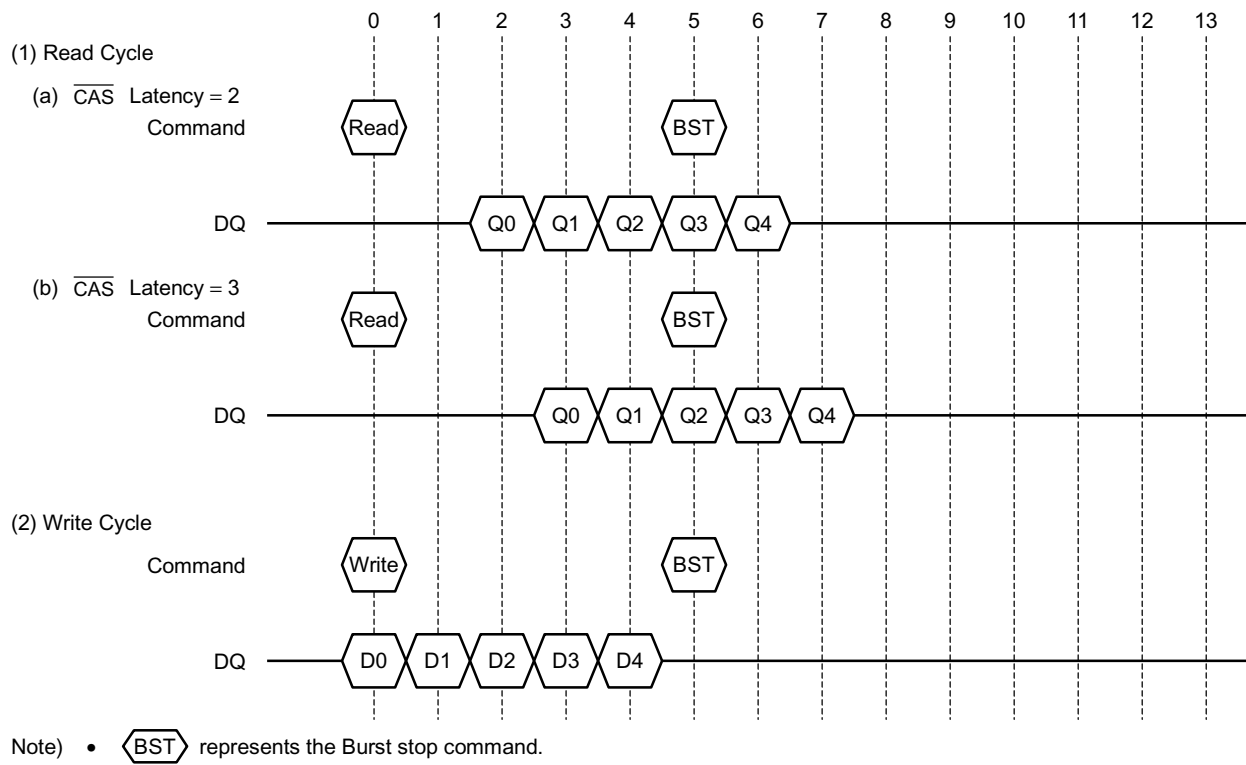 0 1 2 3 4 5 6 7 8 9 10 11 12 13
(1) Read Cycle
(a) CAS Latency = 2
Command Read BST
DQ Q0 Q1 Q2 Q3 Q4
(b) CAS Latency = 3
Command Read BST
DQ Q0 Q1 Q2 Q3 Q4
(2) Write Cycle
Command Write BST
DQ D0 D1 D2 D3 D4
Note) • BST represents the Burst stop command.